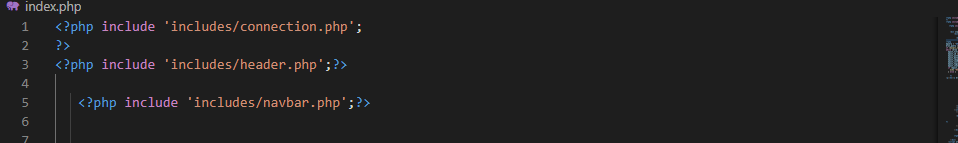 index.php
1 <?php include 'includes/connection.php';
2 ?>
3 <?php include 'includes/header.php';?>
4
5 <?php include 'includes/navbar.php';?>
6
7